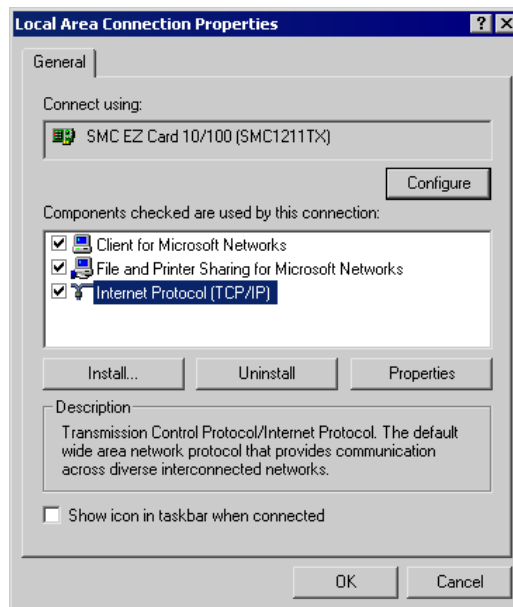 Local Area Connection Properties
General
Connect using:
SMC EZ Card 10/100 (SMC1211TX)
Configure
Components checked are used by this connection:
Client for Microsoft Networks
File and Printer Sharing for Microsoft Networks
Internet Protocol (TCP/IP)
Install... Uninstall Properties
Description
Transmission Control Protocol/Internet Protocol. The default
wide area network protocol that provides communication
across diverse interconnected networks.
Show icon in taskbar when connected
OK Cancel